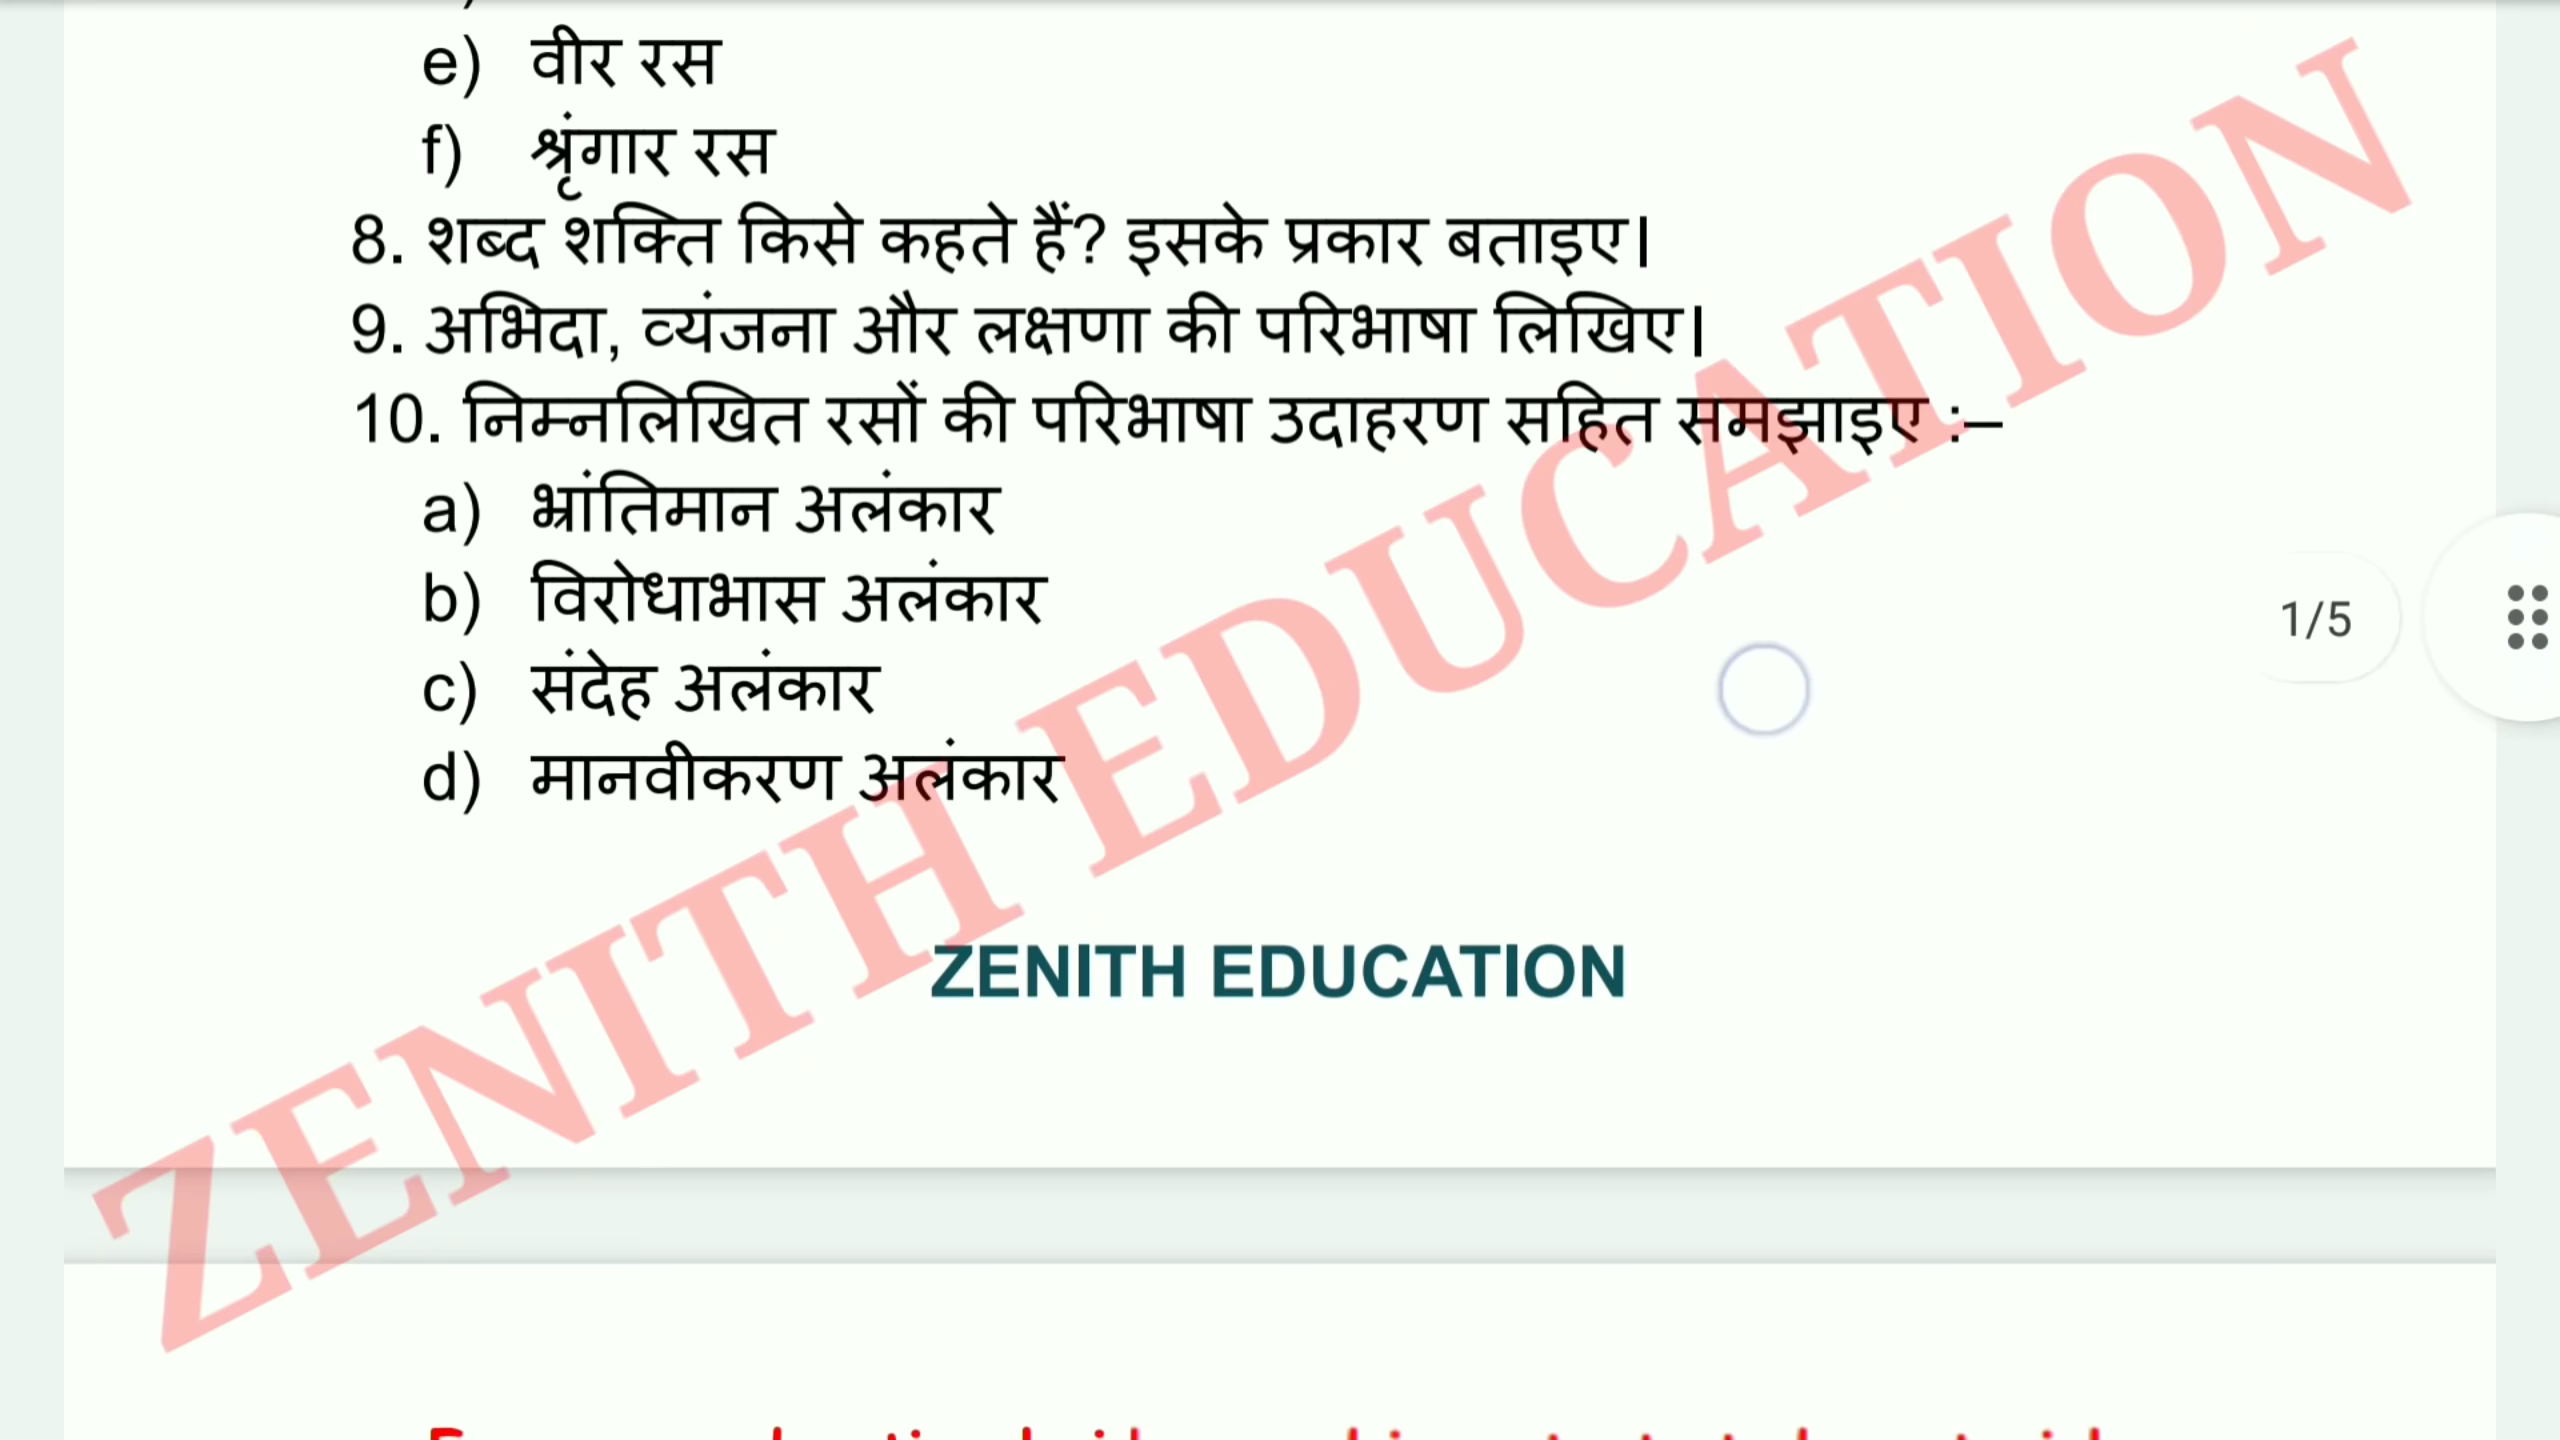 e) वीर रस
f) श्रृंगार रस
8. शब्द शक्ति किसे कहते हैं? इसके प्रकार बताइए।
9. अभिदा, व्यंजना और लक्षणा की परिभाषा लिखिए।
10. निम्नलिखित रसों की परिभाषा उदाहरण सहित समझाइए :–
a) भ्रांतिमान अलंकार
b) विरोधाभास अलंकार
c) संदेह अलंकार
1/5
d) मानवीकरण अलंकार
ZENITH EDUCATION
ZENITH EDUCATION